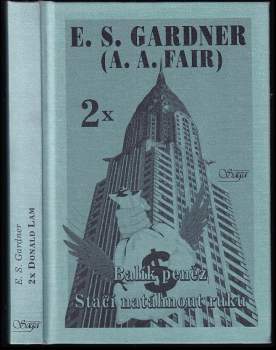 E. S. GARDNER
(A. A. FAIR)
2x
Saga
$
Balík peněz
Stačí natáhnout ruku
E. S. Gardner
2x DONALD LAM
Saga